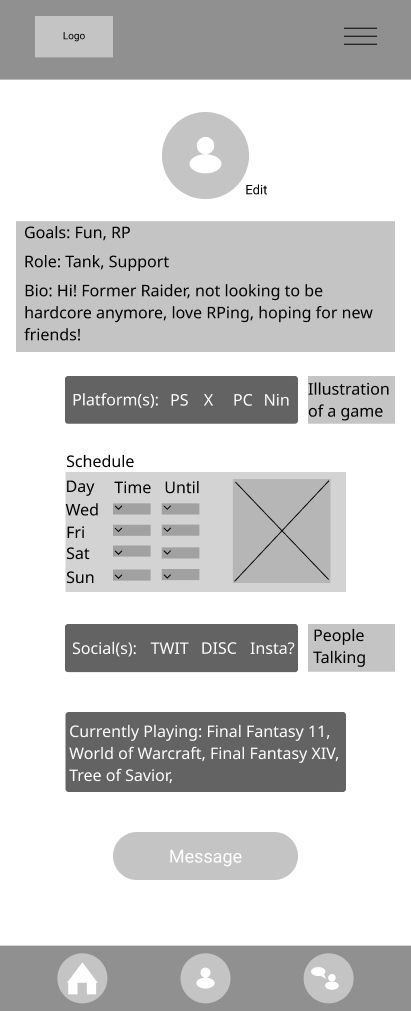 Logo
Edit
Goals: Fun, RP
Role: Tank, Support
Bio: Hi! Former Raider, not looking to be
hardcore anymore, love RPing, hoping for new
friends!
Platform(s): PS X PC Nin
Illustration
of a game
Schedule
Day Time Until
Wed
Fri
Sat
Sun
Social(s): TWIT DISC Insta?
People
Talking
Currently Playing: Final Fantasy 11,
World of Warcraft, Final Fantasy XIV,
Tree of Savior,
Message